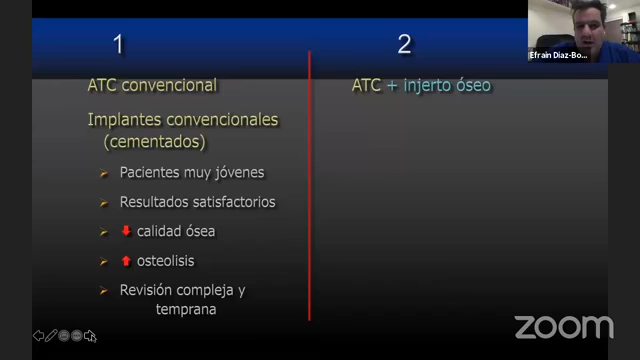 1
2
Efrain Diaz-Bo...
ATC convencional
ATC + injerto óseo
Implantes convencionales
(cementados)
Pacientes muy jóvenes
Resultados satisfactorios
calidad ósea
osteolisis
Revisión compleja y
temprana
zoom